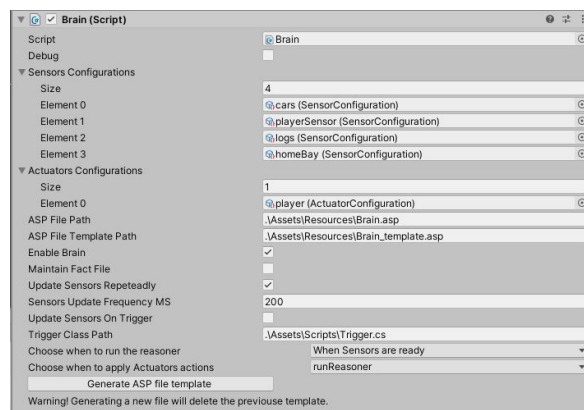 Brain (Script)
Script Brain
Debug
Sensors Configurations
Size 4
Element 0 cars (SensorConfiguration)
Element 1 playerSensor (SensorConfiguration)
Element 2 logs (SensorConfiguration)
Element 3 homeBay (SensorConfiguration)
Actuators Configurations
Size 1
Element 0 player (ActuatorConfiguration)
ASP File Path .\Assets\Resources\Brain.asp
ASP File Template Path .\Assets\Resources\Brain_template.asp
Enable Brain
Maintain Fact File
Update Sensors Repeteadly
Sensors Update Frequency MS 200
Update Sensors On Trigger
Trigger Class Path .\Assets\Scripts\Trigger.cs
Choose when to run the reasoner When Sensors are ready
Choose when to apply Actuators actions runReasoner
Generate ASP file template
Warning! Generating a new file will delete the previouse template.